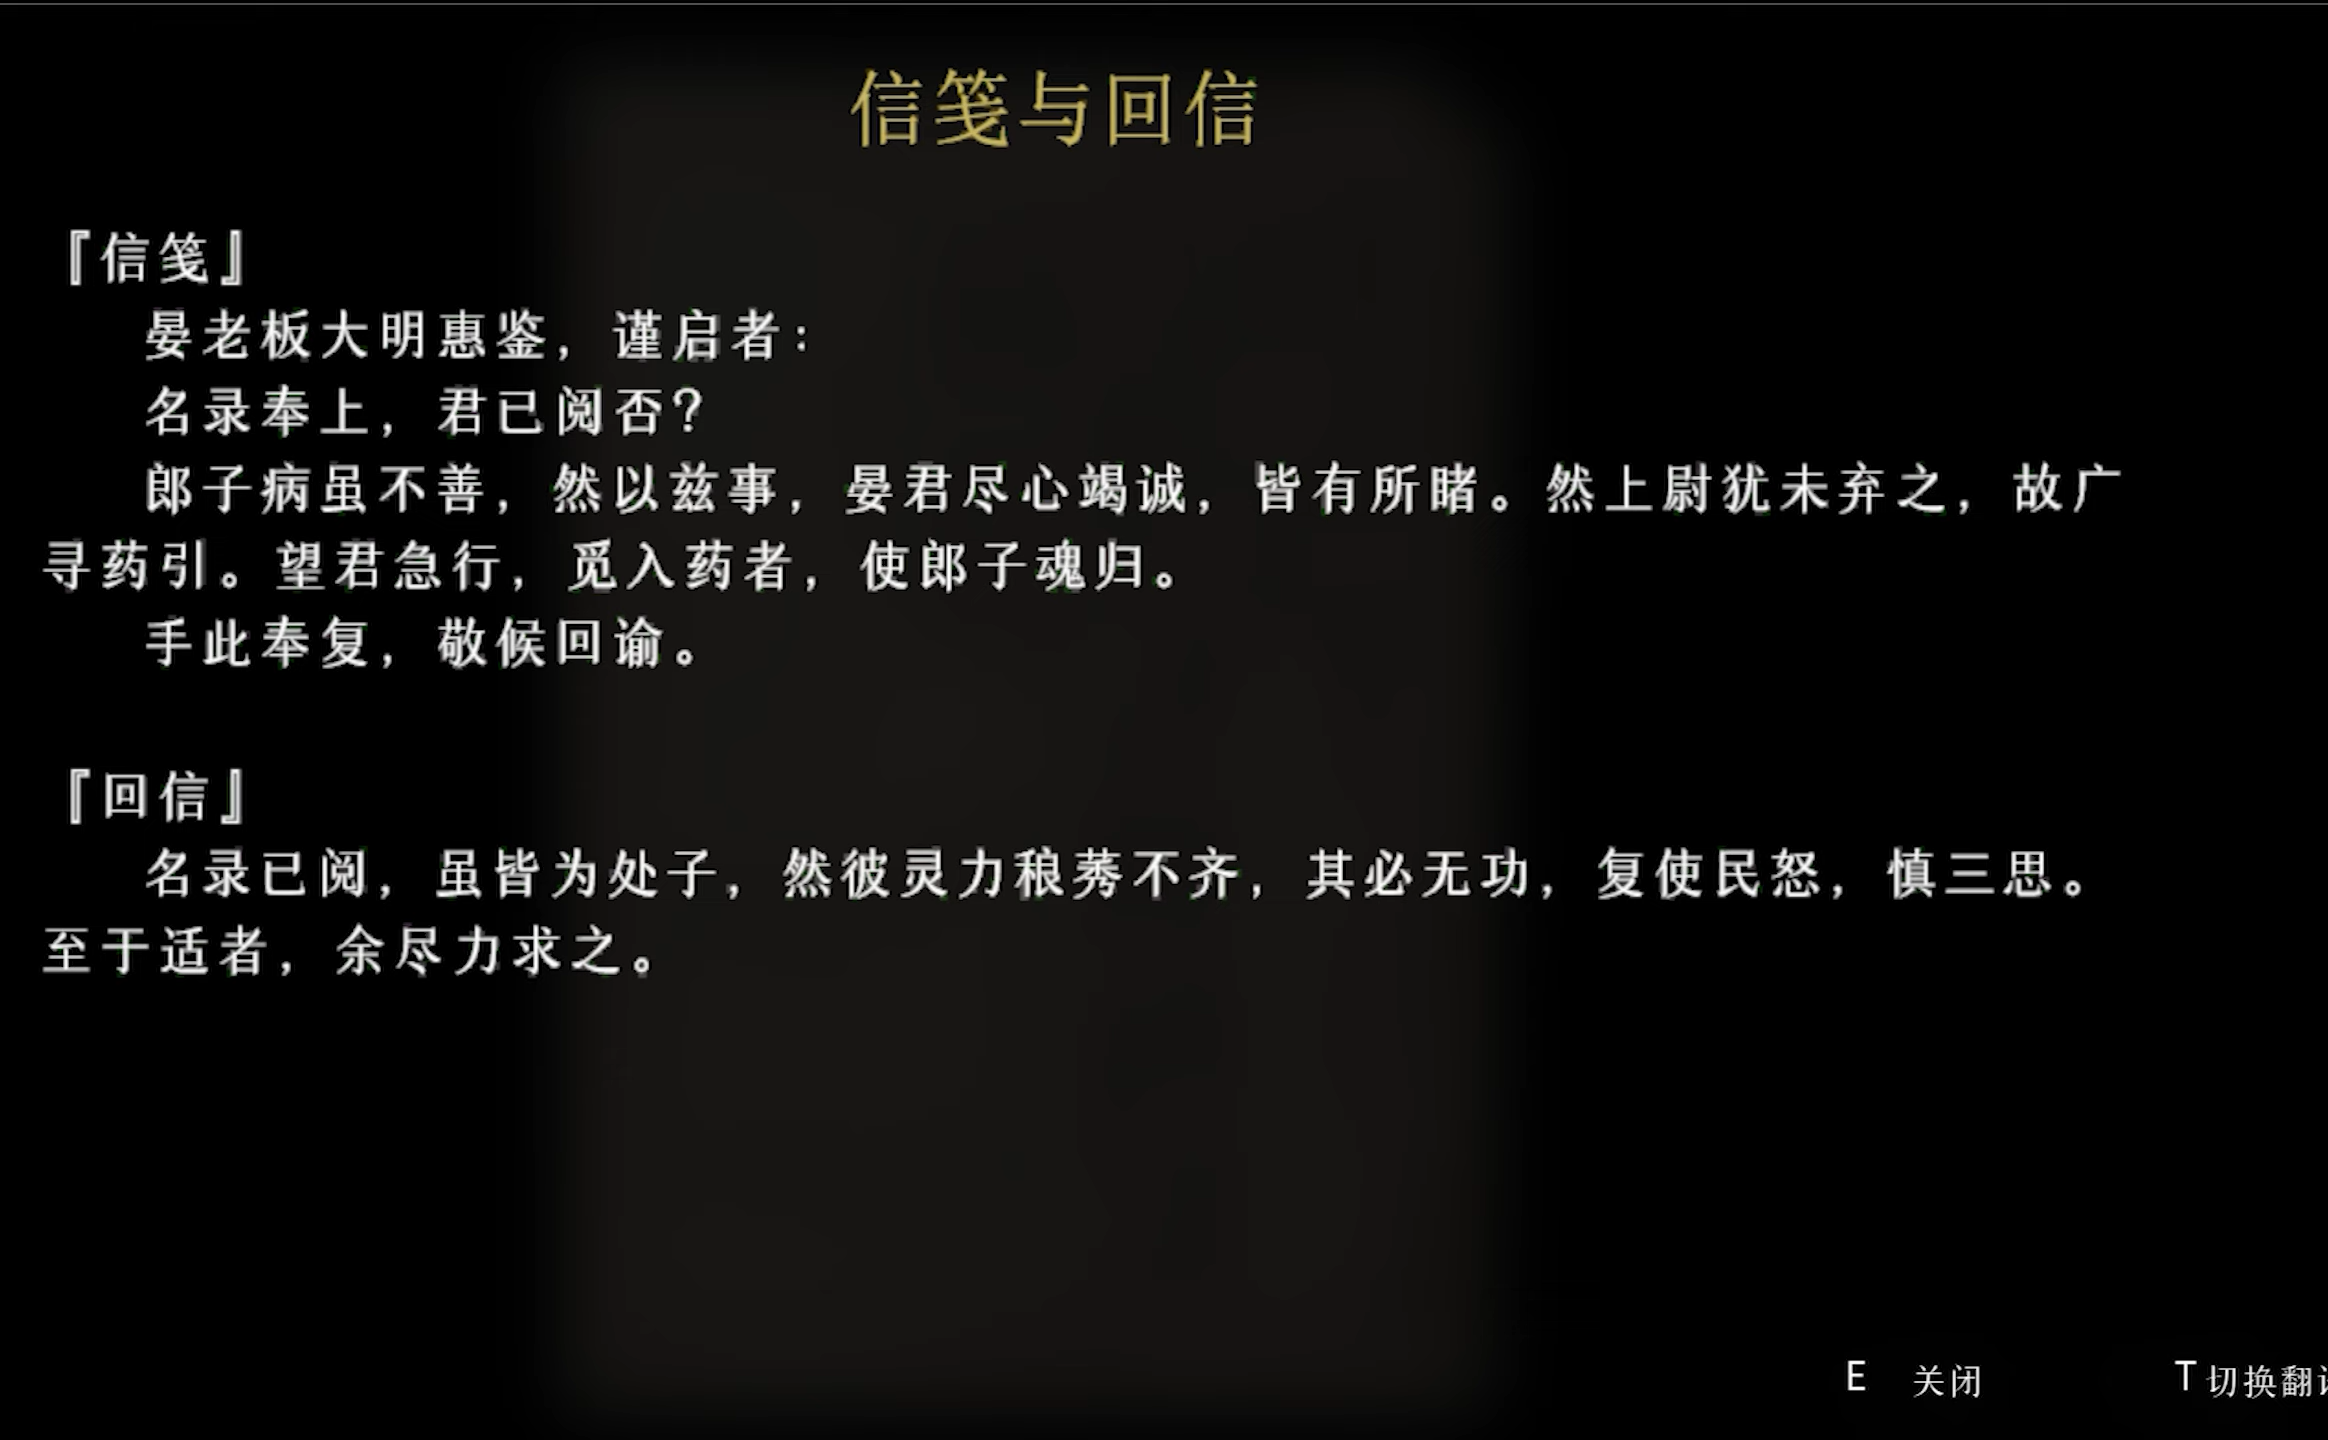 信笺与回信
『信笺』
晏老板大明惠鉴，谨启者：
名录奉上，君已阅否？
郎子病虽不善，然以兹事，晏君尽心竭诚，皆有所睹。然上尉犹未弃之，故广
寻药引。望君急行，觅入药者，使郎子魂归。
手此奉复，敬候回谕。
『回信』
名录已阅，虽皆为处子，然彼灵力稂莠不齐，其必无功，复使民怒，慎三思。
至于适者，余尽力求之。
E 关闭 T切换翻